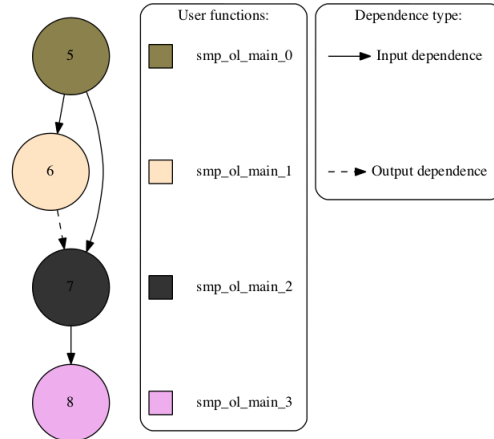 User functions:
Dependence type:
5
smp_ol_main_0
Input dependence
6
smp_ol_main_1
Output dependence
7
smp_ol_main_2
8
smp_ol_main_3